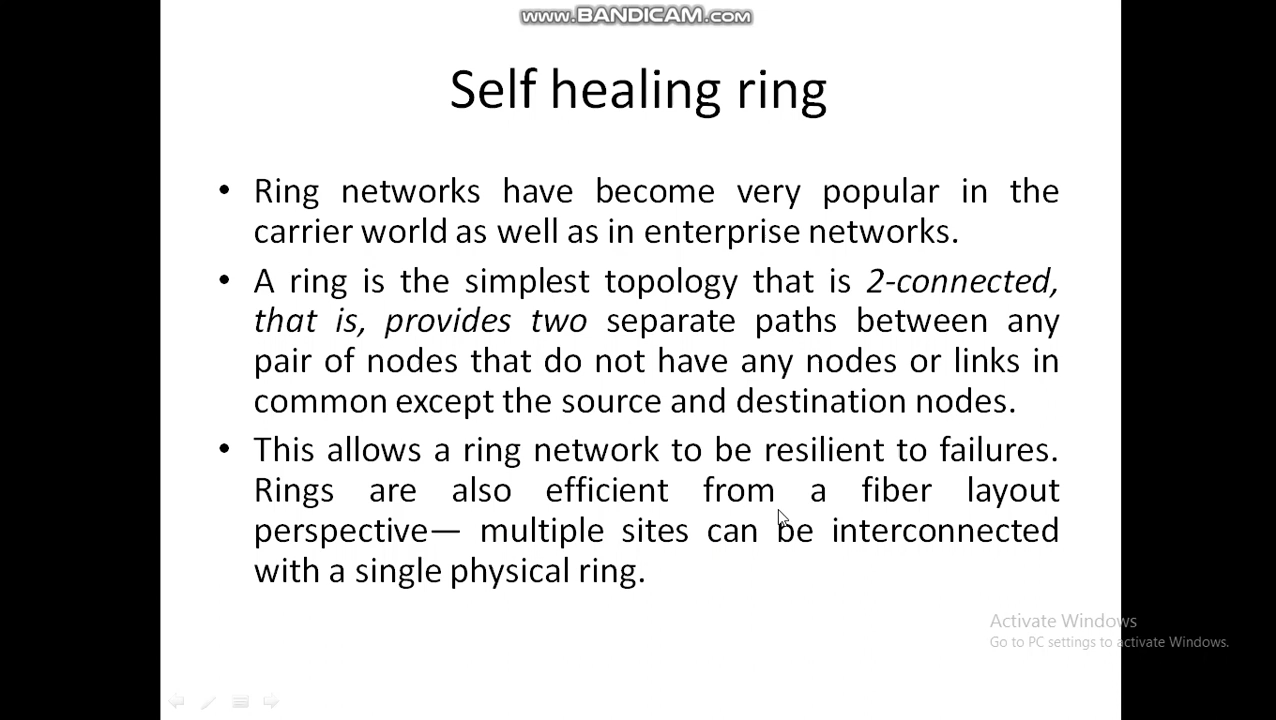 www.BANDICAM.com
Self healing ring
• Ring networks have become very popular in the
carrier world as well as in enterprise networks.
• A ring is the simplest topology that is 2-connected,
that is, provides two separate paths between any
pair of nodes that do not have any nodes or links in
common except the source and destination nodes.
• This allows a ring network to be resilient to failures.
Rings are also efficient from a fiber layout
perspective— multiple sites can be interconnected
with a single physical ring.
Activate Windows
Go to PC settings to activate Windows.